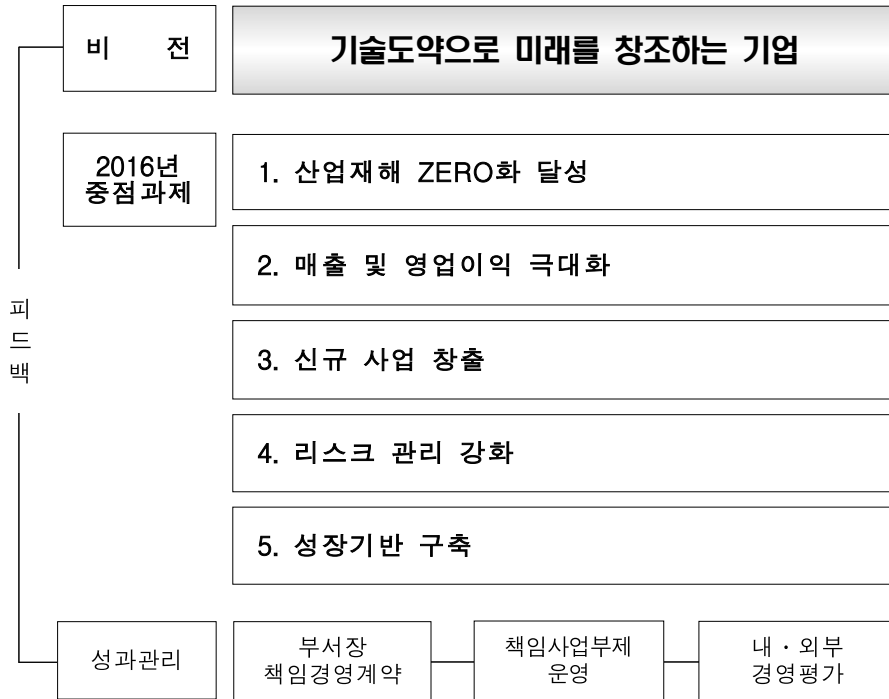 비 전
기술도약으로 미래를 창조하는 기업
2016년
중점과제
1. 산업재해 ZERO화 달성
2. 매출 및 영업이익 극대화
3. 신규 사업 창출
4. 리스크 관리 강화
5. 성장기반 구축
피
드
백
성과관리
부서장
책임경영계약
책임사업부제
운영
내 · 외부
경영평가